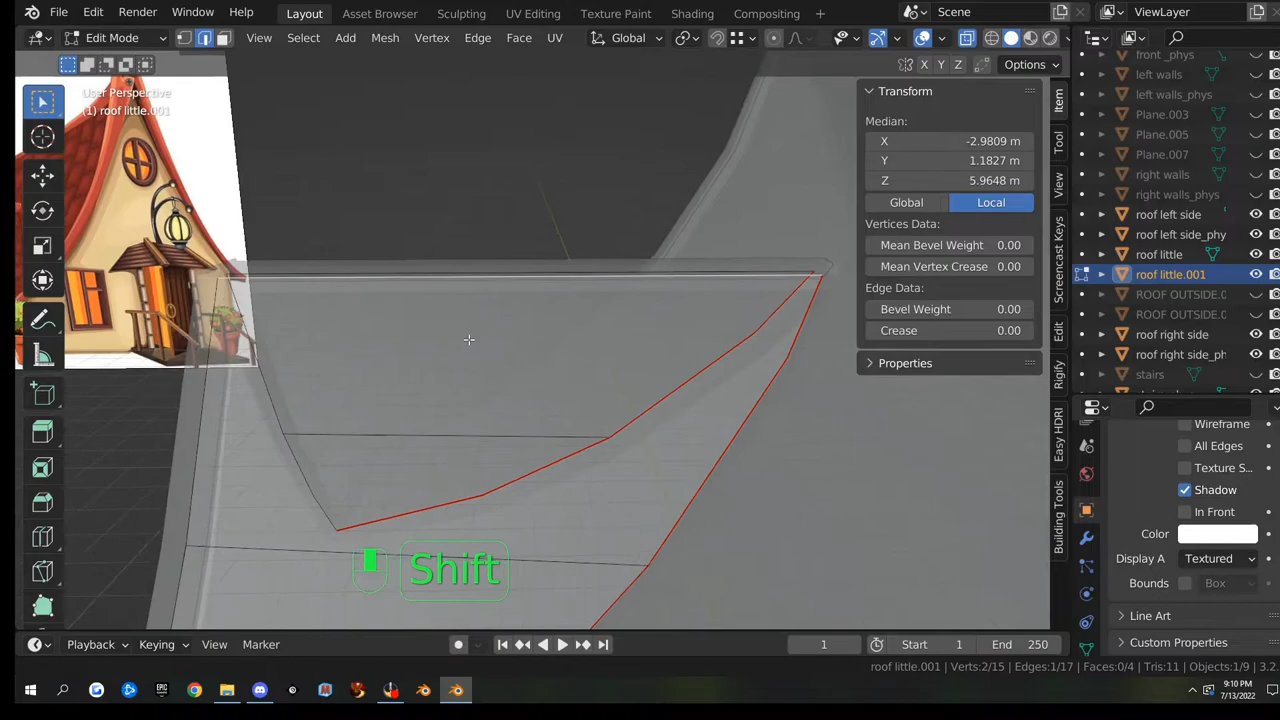 File Edit Render Window Help Layout Asset Browser Sculpting UV Editing Texture Paint Shading Compositing Scene ViewLayer
Edit Mode View Select Add Mesh Vertex Edge Face UV Global
X Y Z Options
User Perspective
(1) roof little.001
Transform
Median:
X -2.9809 m
Y 1.1827 m
Z 5.9648 m
Global Local
Vertices Data:
Mean Bevel Weight 0.00
Mean Vertex Crease 0.00
Edge Data:
Bevel Weight 0.00
Crease 0.00
Properties
Item
Tool
View
Screencast Keys
Edit
Rigify
Easy HDRI
Building Tools
front _phys
left walls
left walls_phys
Plane.003
Plane.005
Plane.007
right walls
right walls_phys
roof left side
roof left side_phy
roof little
roof little.001
ROOF OUTSIDE.0
ROOF OUTSIDE.0
roof right side
roof right side_ph
stairs
Wireframe
All Edges
Texture S...
Shadow
In Front
Color
Display A Textured
Bounds Box
Line Art
Custom Properties
Shift
Playback Keying View Marker 1 Start 1 End 250
roof little.001 | Verts:2/15 | Edges:1/17 | Faces:0/4 | Tris:11 | Objects:1/9 | 3.2.
9:10 PM
7/13/2022